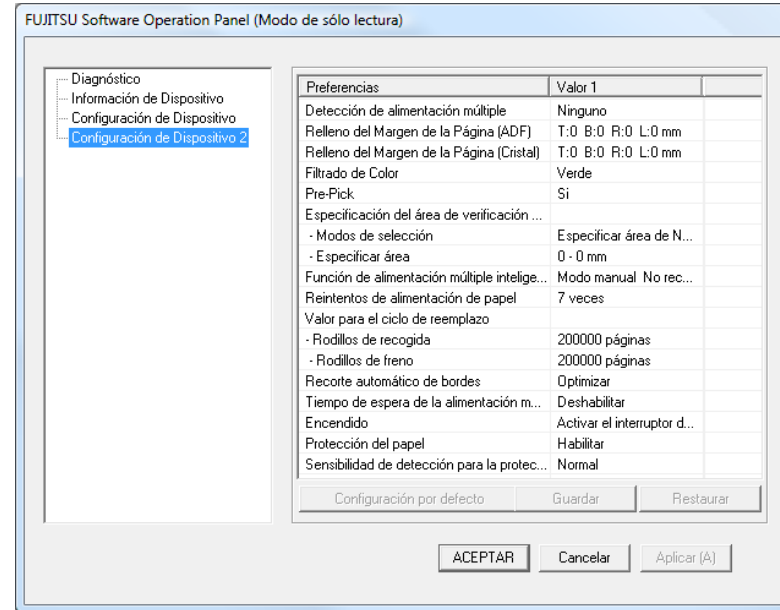 FUJITSU Software Operation Panel (Modo de sólo lectura)
Diagnóstico
Información de Dispositivo
Configuración de Dispositivo
Configuración de Dispositivo 2
Preferencias Valor 1
Detección de alimentación múltiple Ninguno
Relleno del Margen de la Página (ADF) T:0 B:0 R:0 L:0 mm
Relleno del Margen de la Página (Cristal) T:0 B:0 R:0 L:0 mm
Filtrado de Color Verde
Pre-Pick Si
Especificación del área de verificación ...
- Modos de selección Especificar área de N...
- Especificar área 0 - 0 mm
Función de alimentación múltiple intelige... Modo manual No rec...
Reintentos de alimentación de papel 7 veces
Valor para el ciclo de reemplazo
- Rodillos de recogida 200000 páginas
- Rodillos de freno 200000 páginas
Recorte automático de bordes Optimizar
Tiempo de espera de la alimentación m... Deshabilitar
Encendido Activar el interruptor d...
Protección del papel Habilitar
Sensibilidad de detección para la protec... Normal
Configuración por defecto Guardar Restaurar
ACEPTAR Cancelar Aplicar (A)